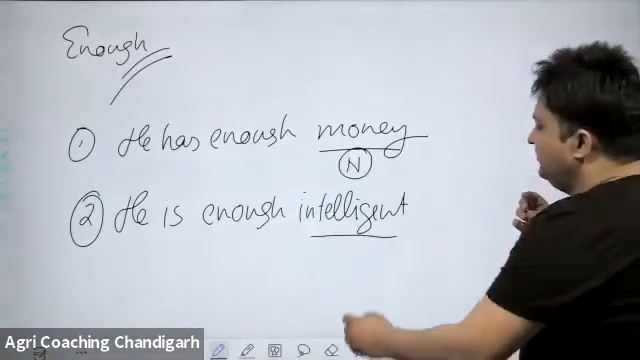 Enough
① He has enough money
N
② He is enough intelligent
Agri Coaching Chandigarh